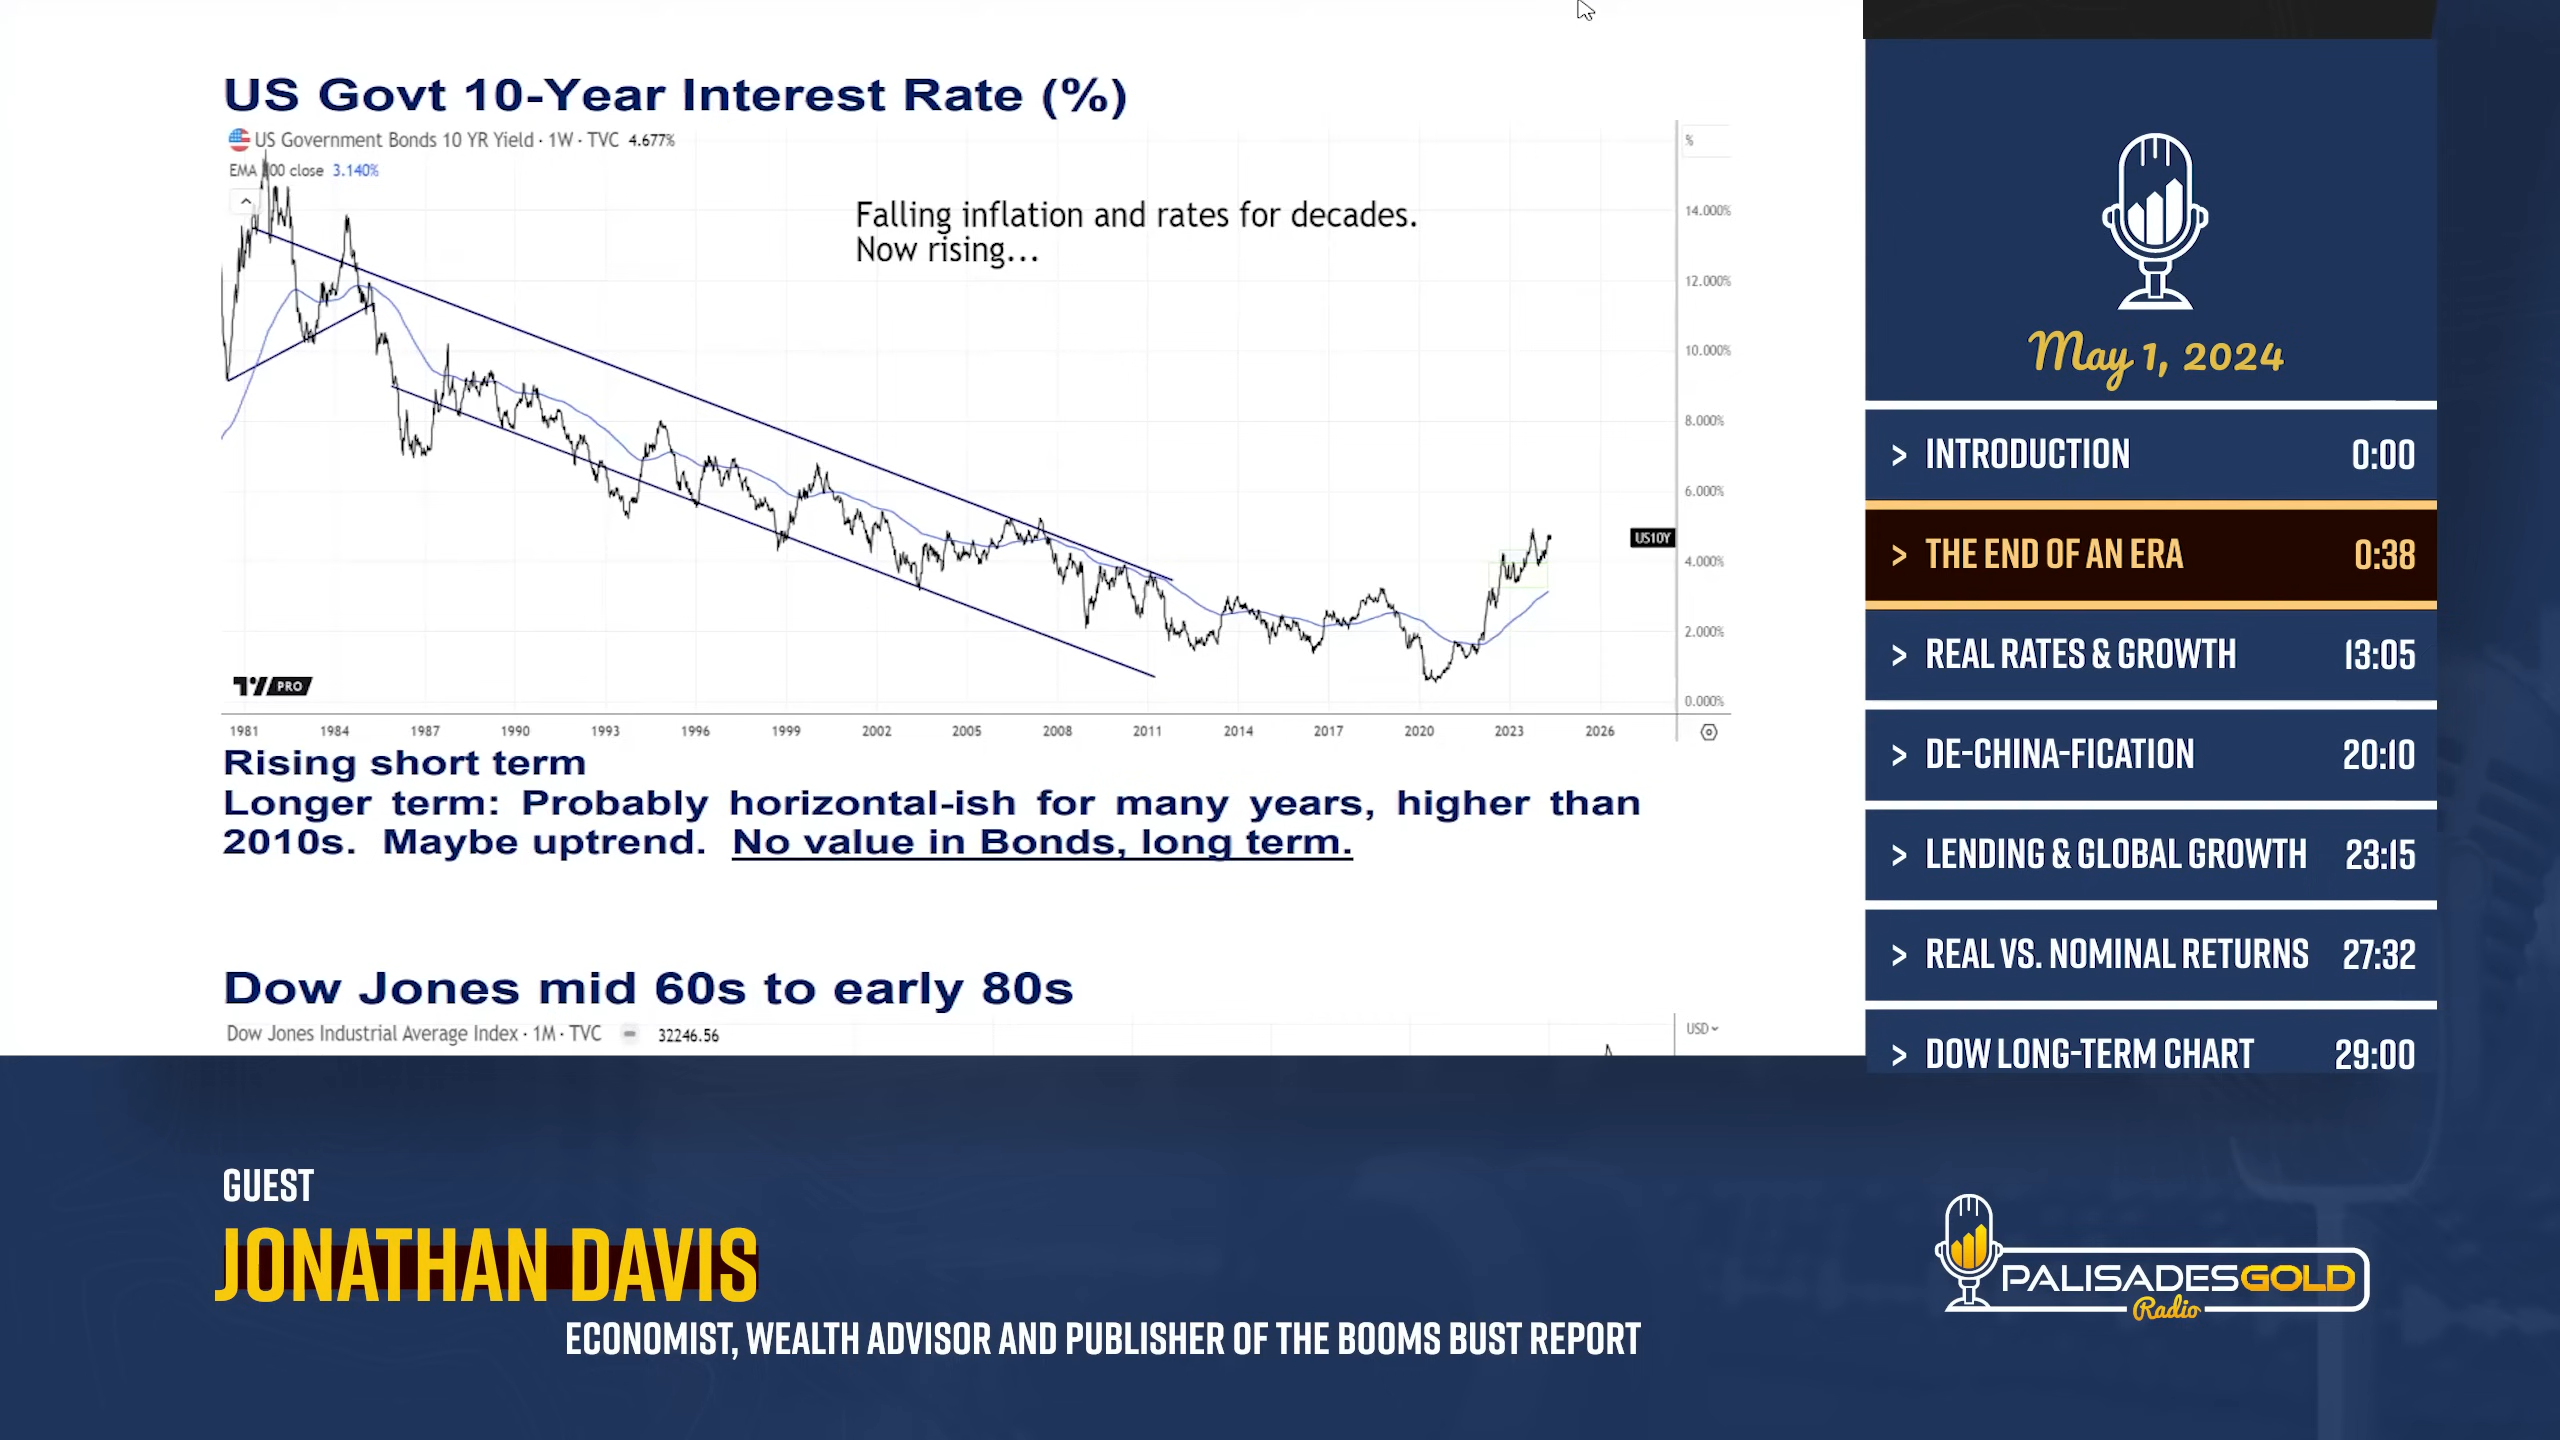 US Govt 10-Year Interest Rate (%)
US Government Bonds 10 YR Yield · 1W · TVC 4.677%
EMA 00 close 3.140%
Falling inflation and rates for decades.
Now rising...
%
14.000%
12.000%
10.000%
8.000%
6.000%
US10Y
4.000%
2.000%
0.000%
PRO
1981 1984 1987 1990 1993 1996 1999 2002 2005 2008 2011 2014 2017 2020 2023 2026
Rising short term
Longer term: Probably horizontal-ish for many years, higher than
2010s. Maybe uptrend. No value in Bonds, long term.
Dow Jones mid 60s to early 80s
Dow Jones Industrial Average Index · 1M · TVC 32246.56
USD
May 1, 2024
> INTRODUCTION 0:00
> THE END OF AN ERA 0:38
> REAL RATES & GROWTH 13:05
> DE-CHINA-FICATION 20:10
> LENDING & GLOBAL GROWTH 23:15
> REAL VS. NOMINAL RETURNS 27:32
> DOW LONG-TERM CHART 29:00
GUEST
JONATHAN DAVIS
ECONOMIST, WEALTH ADVISOR AND PUBLISHER OF THE BOOMS BUST REPORT
PALISADESGOLD
Radio